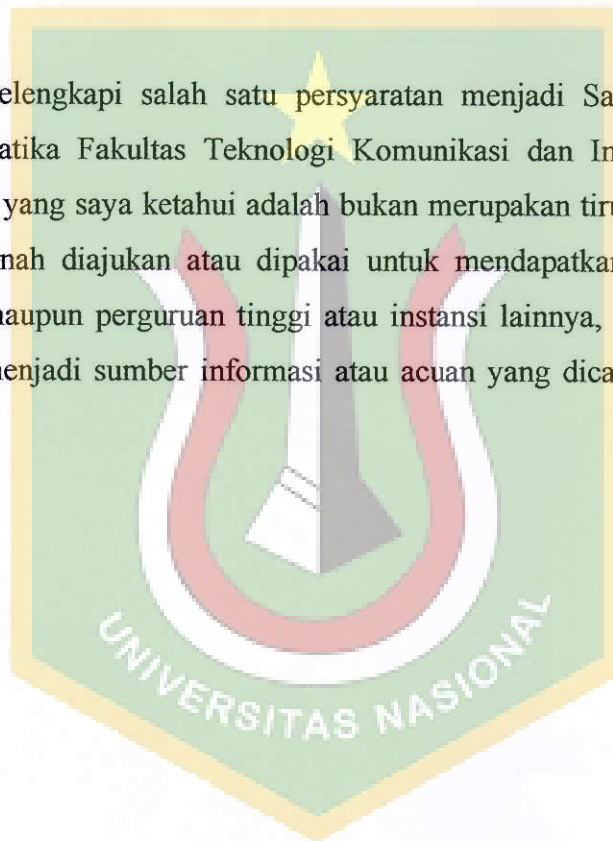 elengkapi salah satu persyaratan menjadi Sa
atika Fakultas Teknologi Komunikasi dan In
yang saya ketahui adalah bukan merupakan tiru
nah diajukan atau dipakai untuk mendapatkan
naupun perguruan tinggi atau instansi lainnya,
nenjadi sumber informasi atau acuan yang dica
UNIVERSITAS NASIONAL